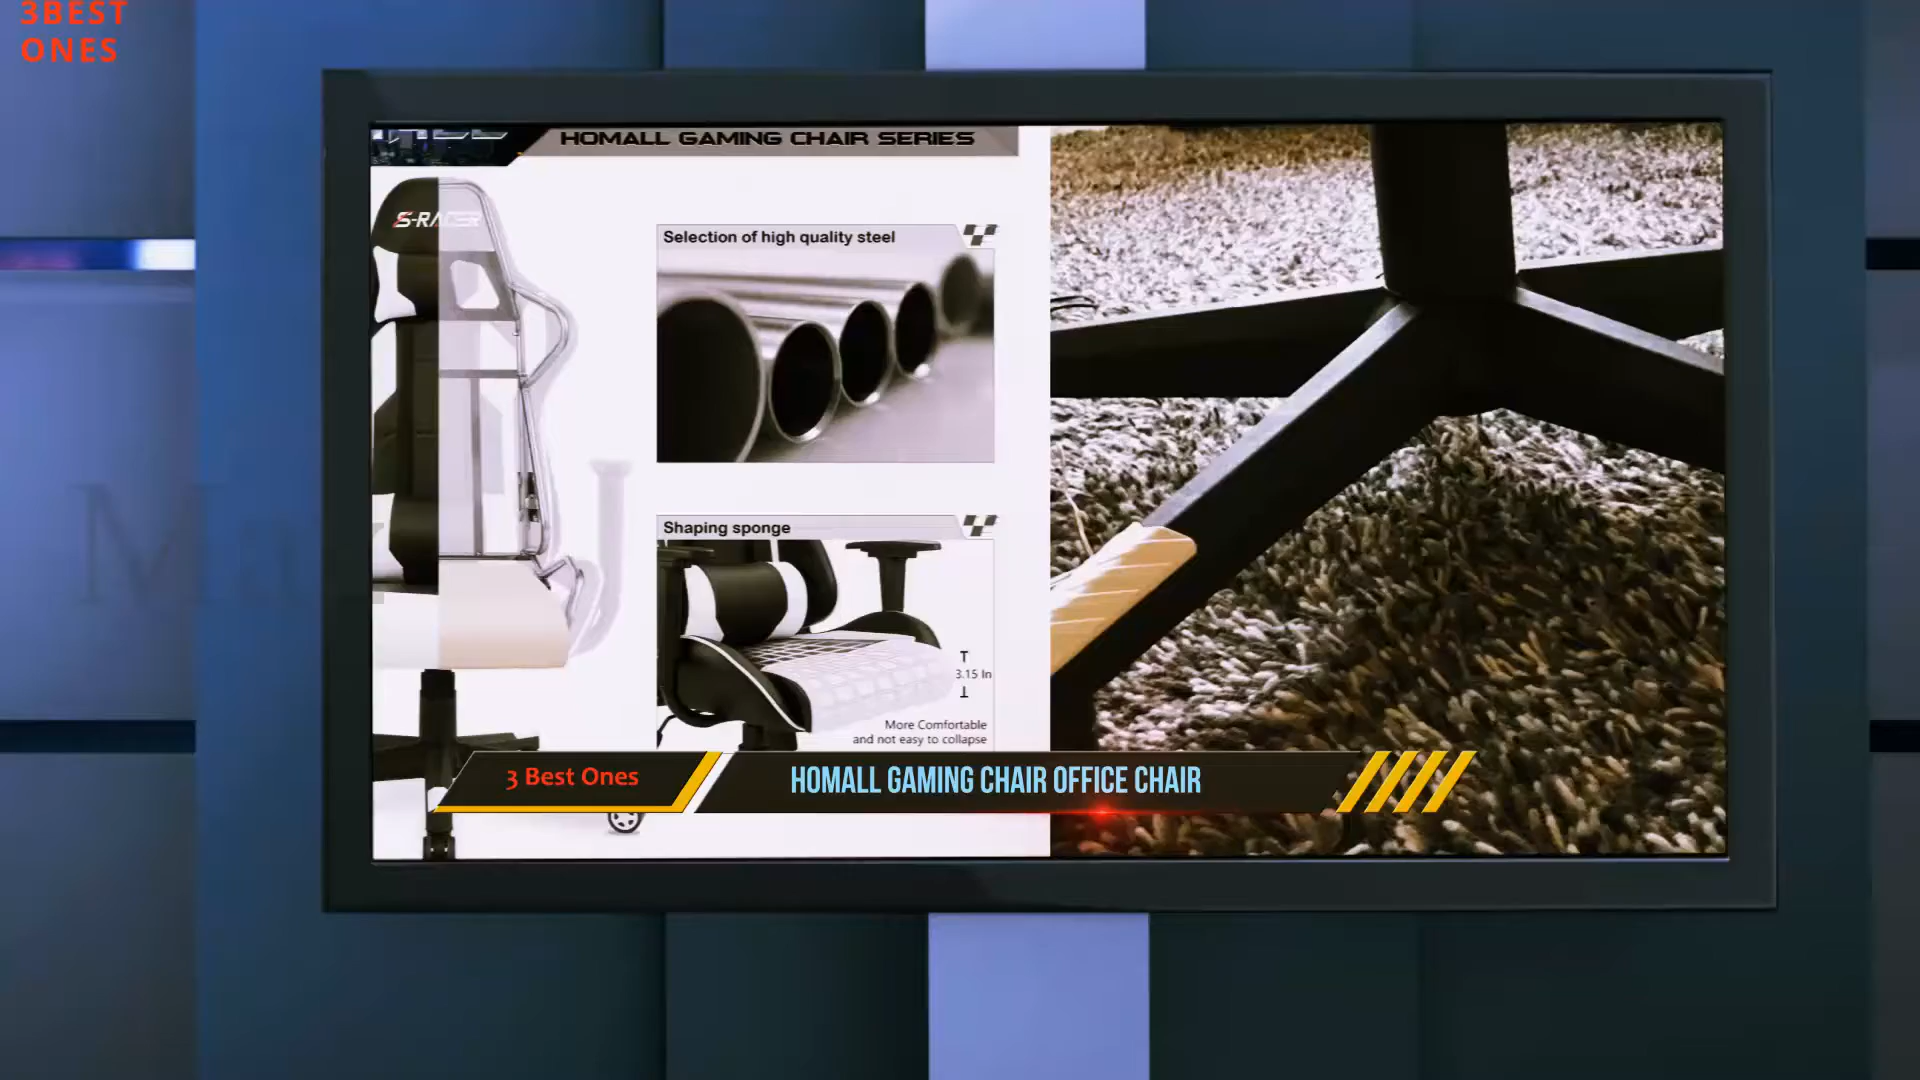 3BEST
ONES
HOMALL GAMING CHAIR SERIES
S-RACER
Selection of high quality steel
Shaping sponge
3.15 In
More Comfortable
and not easy to collapse
3 Best Ones
HOMALL GAMING CHAIR OFFICE CHAIR